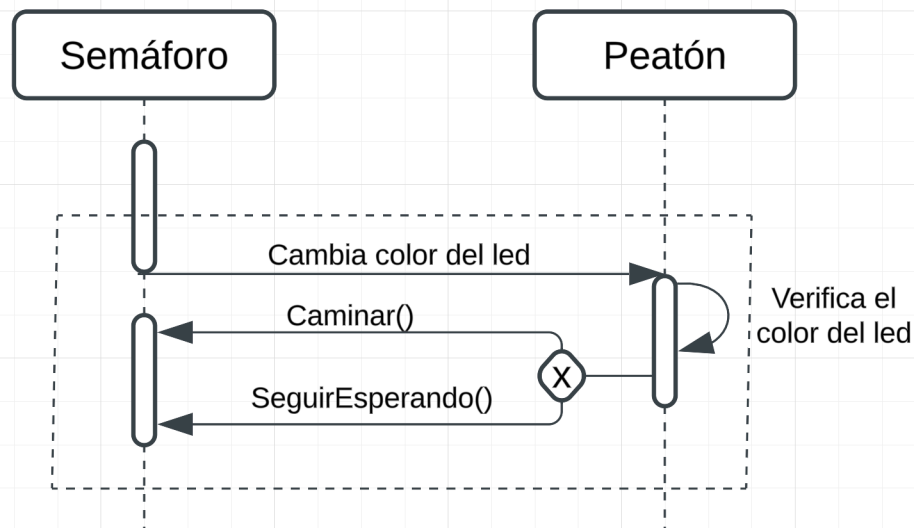 Semáforo
Peatón
Cambia color del led
Verifica el
color del led
Caminar()
X
SeguirEsperando()